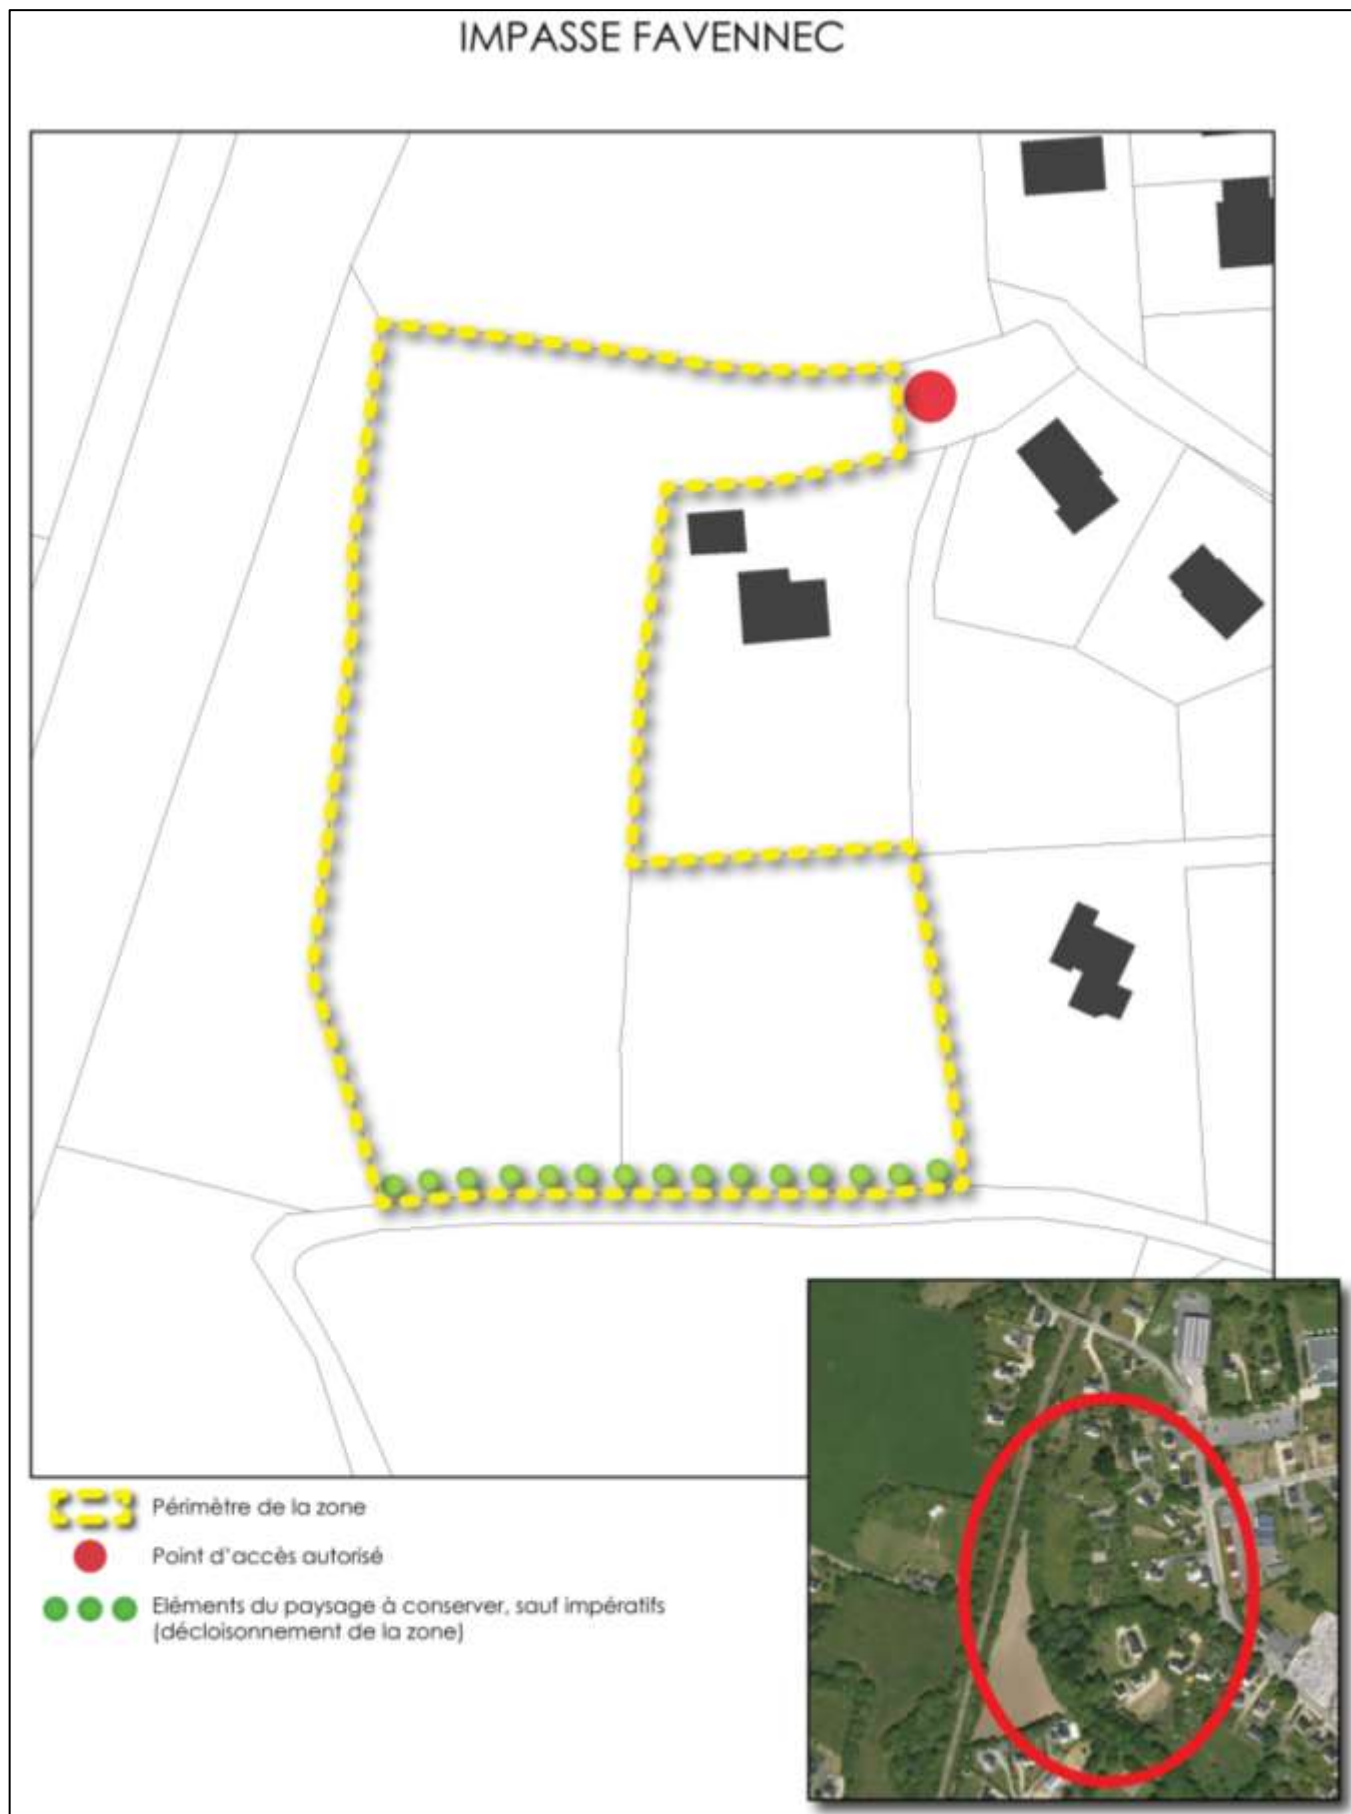 IMPASSE FAVENNEC
Périmètre de la zone
Point d'accès autorisé
Eléments du paysage à conserver, sauf impératifs
(décloisonnement de la zone)